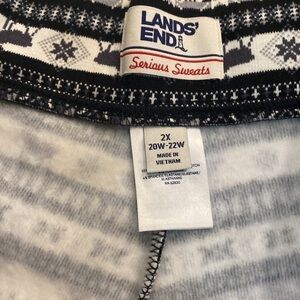 LANDS'
END
Serious Sweats
2X
20W-22W
MADE IN
VIETNAM